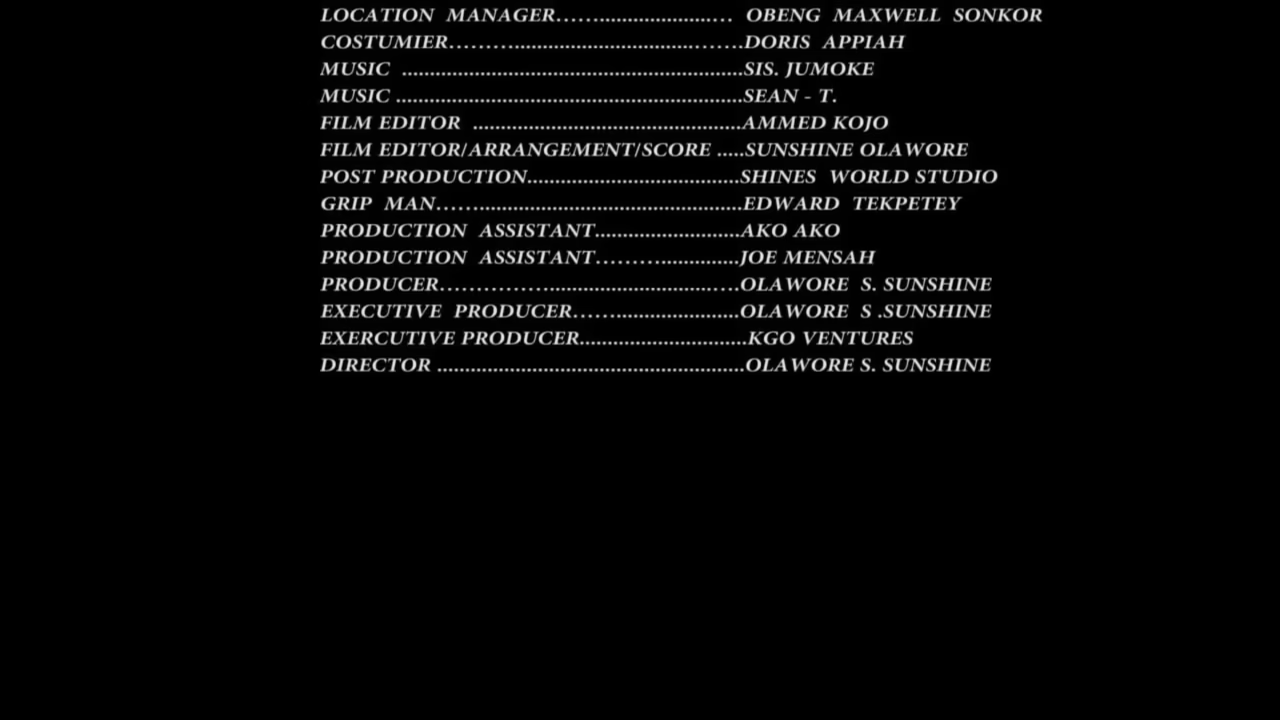 LOCATION MANAGER.............................… OBENG MAXWELL SONKOR
COSTUMIER………........................................…….DORIS APPIAH
MUSIC ..........................................................................SIS. JUMOKE
MUSIC ...........................................................................SEAN - T.
FILM EDITOR ..........................................................AMMED KOJO
FILM EDITOR/ARRANGEMENT/SCORE .....SUNSHINE OLAWORE
POST PRODUCTION..............................................SHINES WORLD STUDIO
GRIP MAN……........................................................EDWARD TEKPETEY
PRODUCTION ASSISTANT...............................AKO AKO
PRODUCTION ASSISTANT……….................JOE MENSAH
PRODUCER…………...................................….OLAWORE S. SUNSHINE
EXECUTIVE PRODUCER……..........................OLAWORE S .SUNSHINE
EXERCUTIVE PRODUCER....................................KGO VENTURES
DIRECTOR ..................................................................OLAWORE S. SUNSHINE